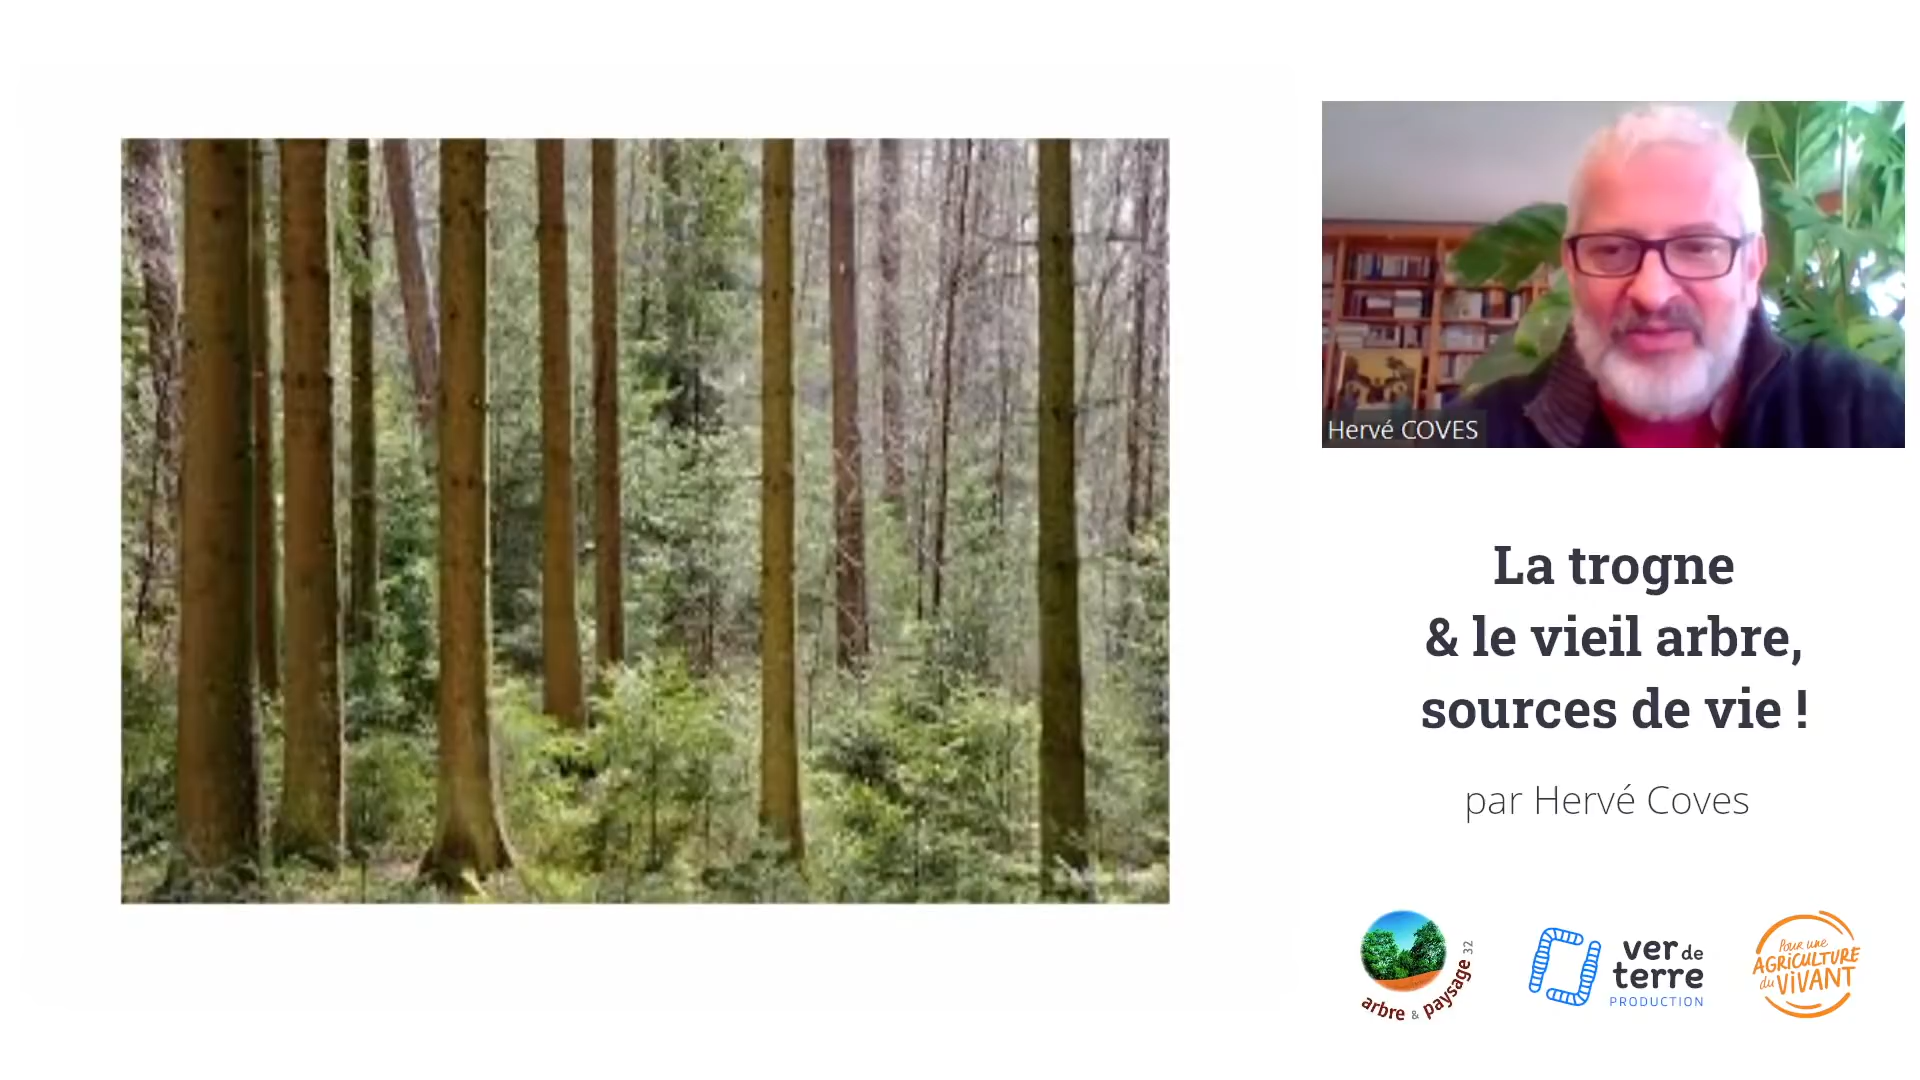 Hervé COVES
La trogne
& le vieil arbre,
sources de vie !
par Hervé Coves
arbre & paysage 32
ver de
terre
PRODUCTION
Pour une
AGRICULTURE
du VIVANT